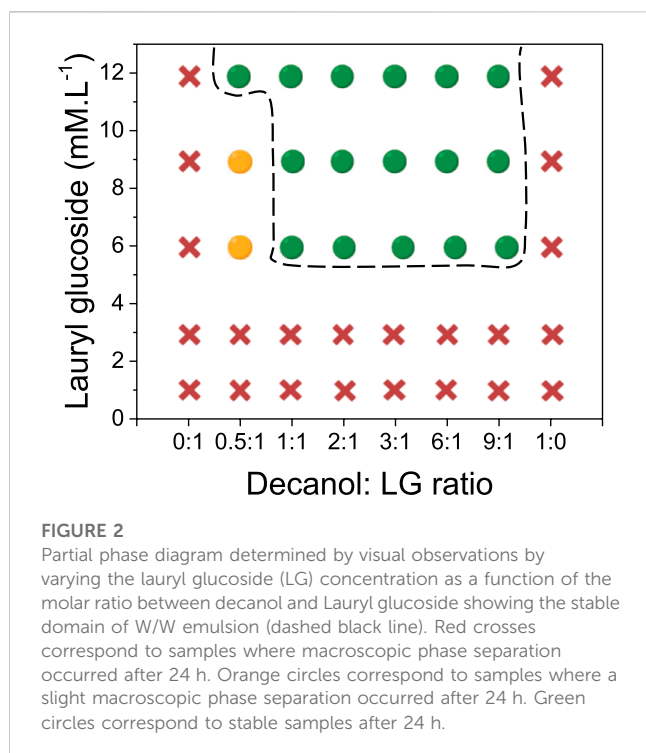 12
10
8
6
4
2
0
Lauryl glucoside (mM.L⁻¹)
0:1 0.5:1 1:1 2:1 3:1 6:1 9:1 1:0
Decanol: LG ratio
FIGURE 2
Partial phase diagram determined by visual observations by
varying the lauryl glucoside (LG) concentration as a function of the
molar ratio between decanol and Lauryl glucoside showing the stable
domain of W/W emulsion (dashed black line). Red crosses
correspond to samples where macroscopic phase separation
occurred after 24 h. Orange circles correspond to samples where a
slight macroscopic phase separation occurred after 24 h. Green
circles correspond to stable samples after 24 h.